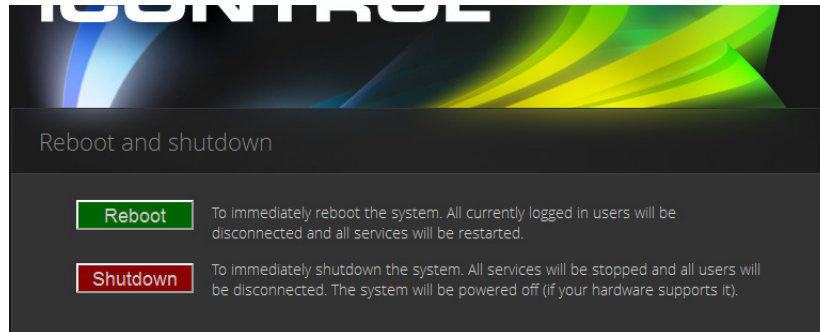 ICONTROL
Reboot and shutdown
Reboot
To immediately reboot the system. All currently logged in users will be
disconnected and all services will be restarted.
Shutdown
To immediately shutdown the system. All services will be stopped and all users will
be disconnected. The system will be powered off (if your hardware supports it).